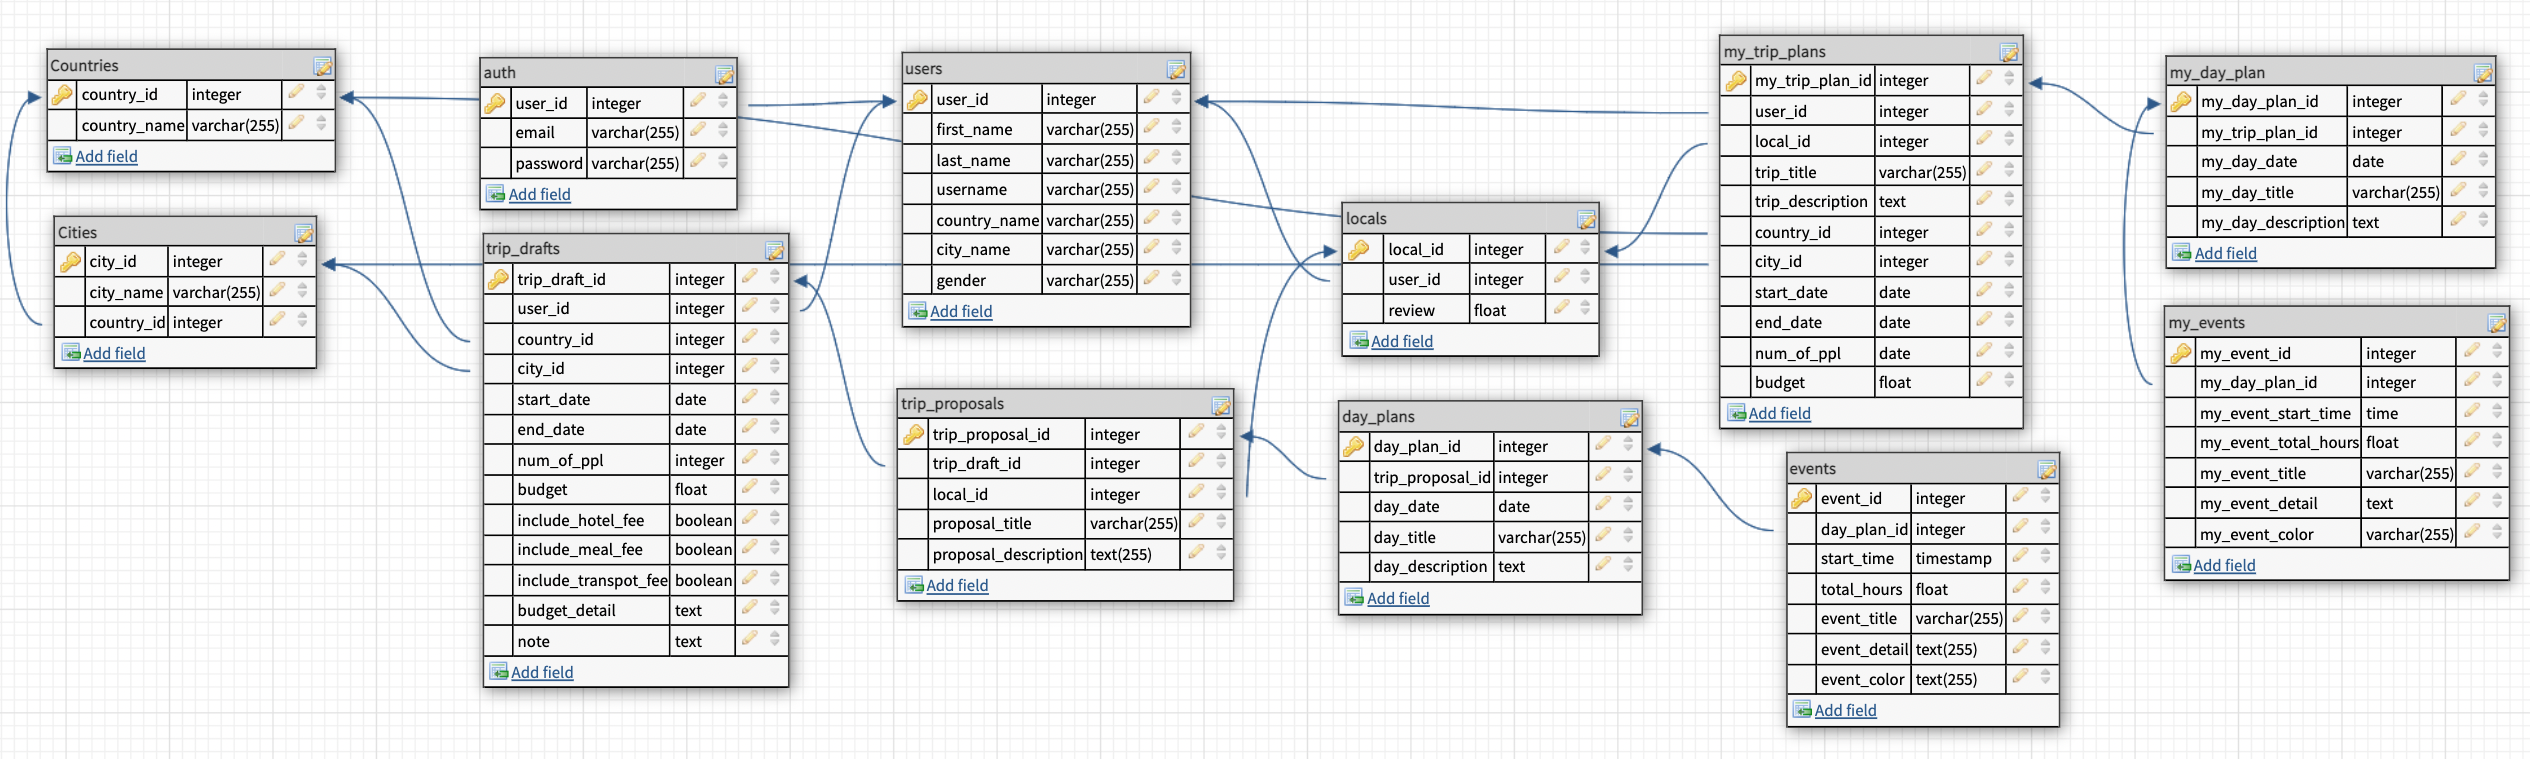 Countries
country_id integer
country_name varchar(255)
Add field
Cities
city_id integer
city_name varchar(255)
country_id integer
Add field
auth
user_id integer
email varchar(255)
password varchar(255)
Add field
trip_drafts
trip_draft_id integer
user_id integer
country_id integer
city_id integer
start_date date
end_date date
num_of_ppl integer
budget float
include_hotel_fee boolean
include_meal_fee boolean
include_transpot_fee boolean
budget_detail text
note text
Add field
users
user_id integer
first_name varchar(255)
last_name varchar(255)
username varchar(255)
country_name varchar(255)
city_name varchar(255)
gender varchar(255)
Add field
trip_proposals
trip_proposal_id integer
trip_draft_id integer
local_id integer
proposal_title varchar(255)
proposal_description text(255)
Add field
locals
local_id integer
user_id integer
review float
Add field
day_plans
day_plan_id integer
trip_proposal_id integer
day_date date
day_title varchar(255)
day_description text
Add field
my_trip_plans
my_trip_plan_id integer
user_id integer
local_id integer
trip_title varchar(255)
trip_description text
country_id integer
city_id integer
start_date date
end_date date
num_of_ppl date
budget float
Add field
events
event_id integer
day_plan_id integer
start_time timestamp
total_hours float
event_title varchar(255)
event_detail text(255)
event_color text(255)
Add field
my_day_plan
my_day_plan_id integer
my_trip_plan_id integer
my_day_date date
my_day_title varchar(255)
my_day_description text
Add field
my_events
my_event_id integer
my_day_plan_id integer
my_event_start_time time
my_event_total_hours float
my_event_title varchar(255)
my_event_detail text
my_event_color varchar(255)
Add field